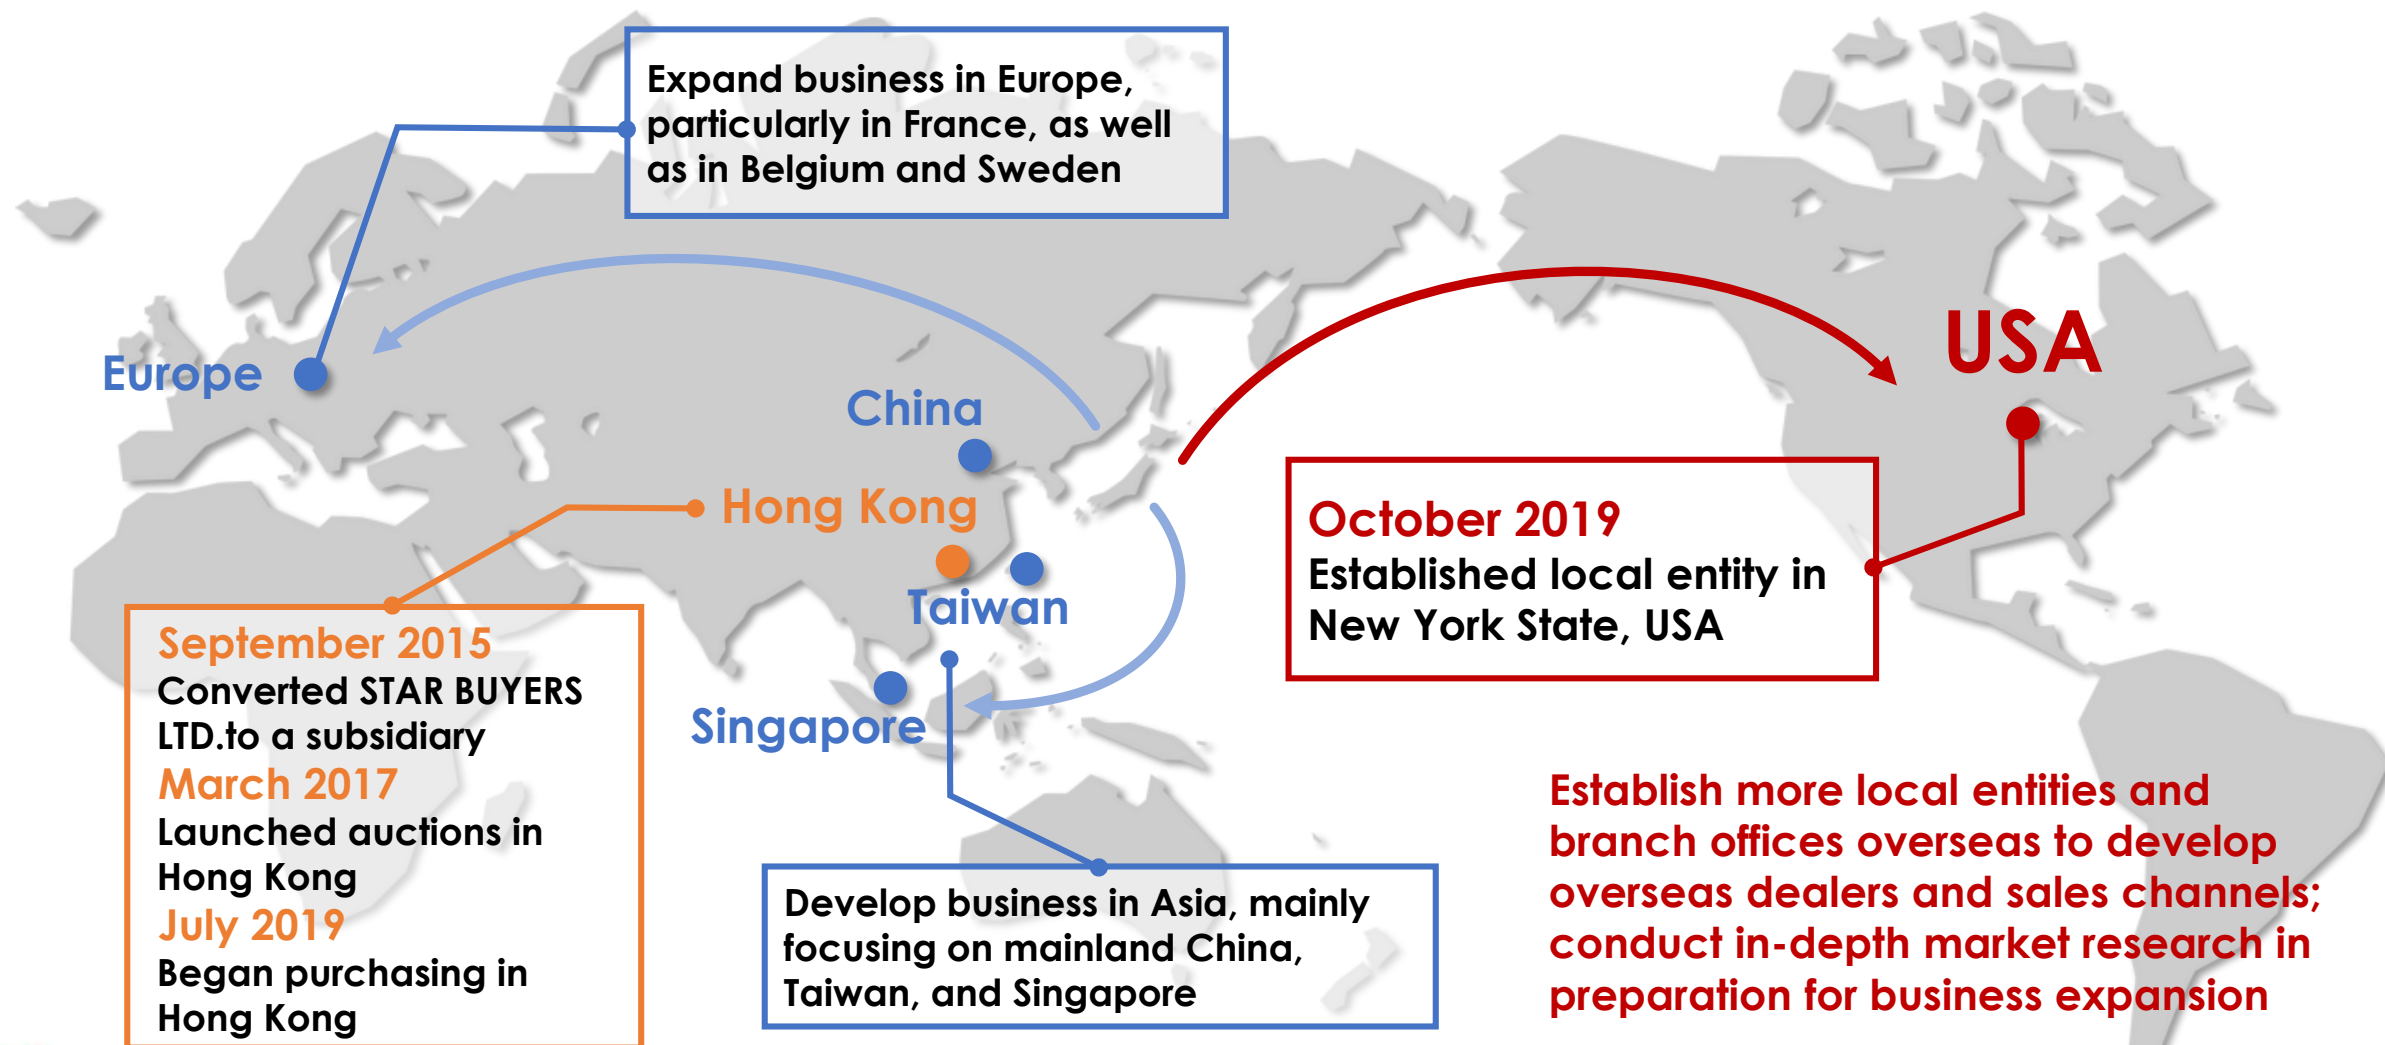 Expand business in Europe,
particularly in France, as well
as in Belgium and Sweden
Europe
China
Hong Kong
Taiwan
Singapore
USA
October 2019
Established local entity in
New York State, USA
September 2015
Converted STAR BUYERS
LTD.to a subsidiary
March 2017
Launched auctions in
Hong Kong
July 2019
Began purchasing in
Hong Kong
Develop business in Asia, mainly
focusing on mainland China,
Taiwan, and Singapore
Establish more local entities and
branch offices overseas to develop
overseas dealers and sales channels;
conduct in-depth market research in
preparation for business expansion